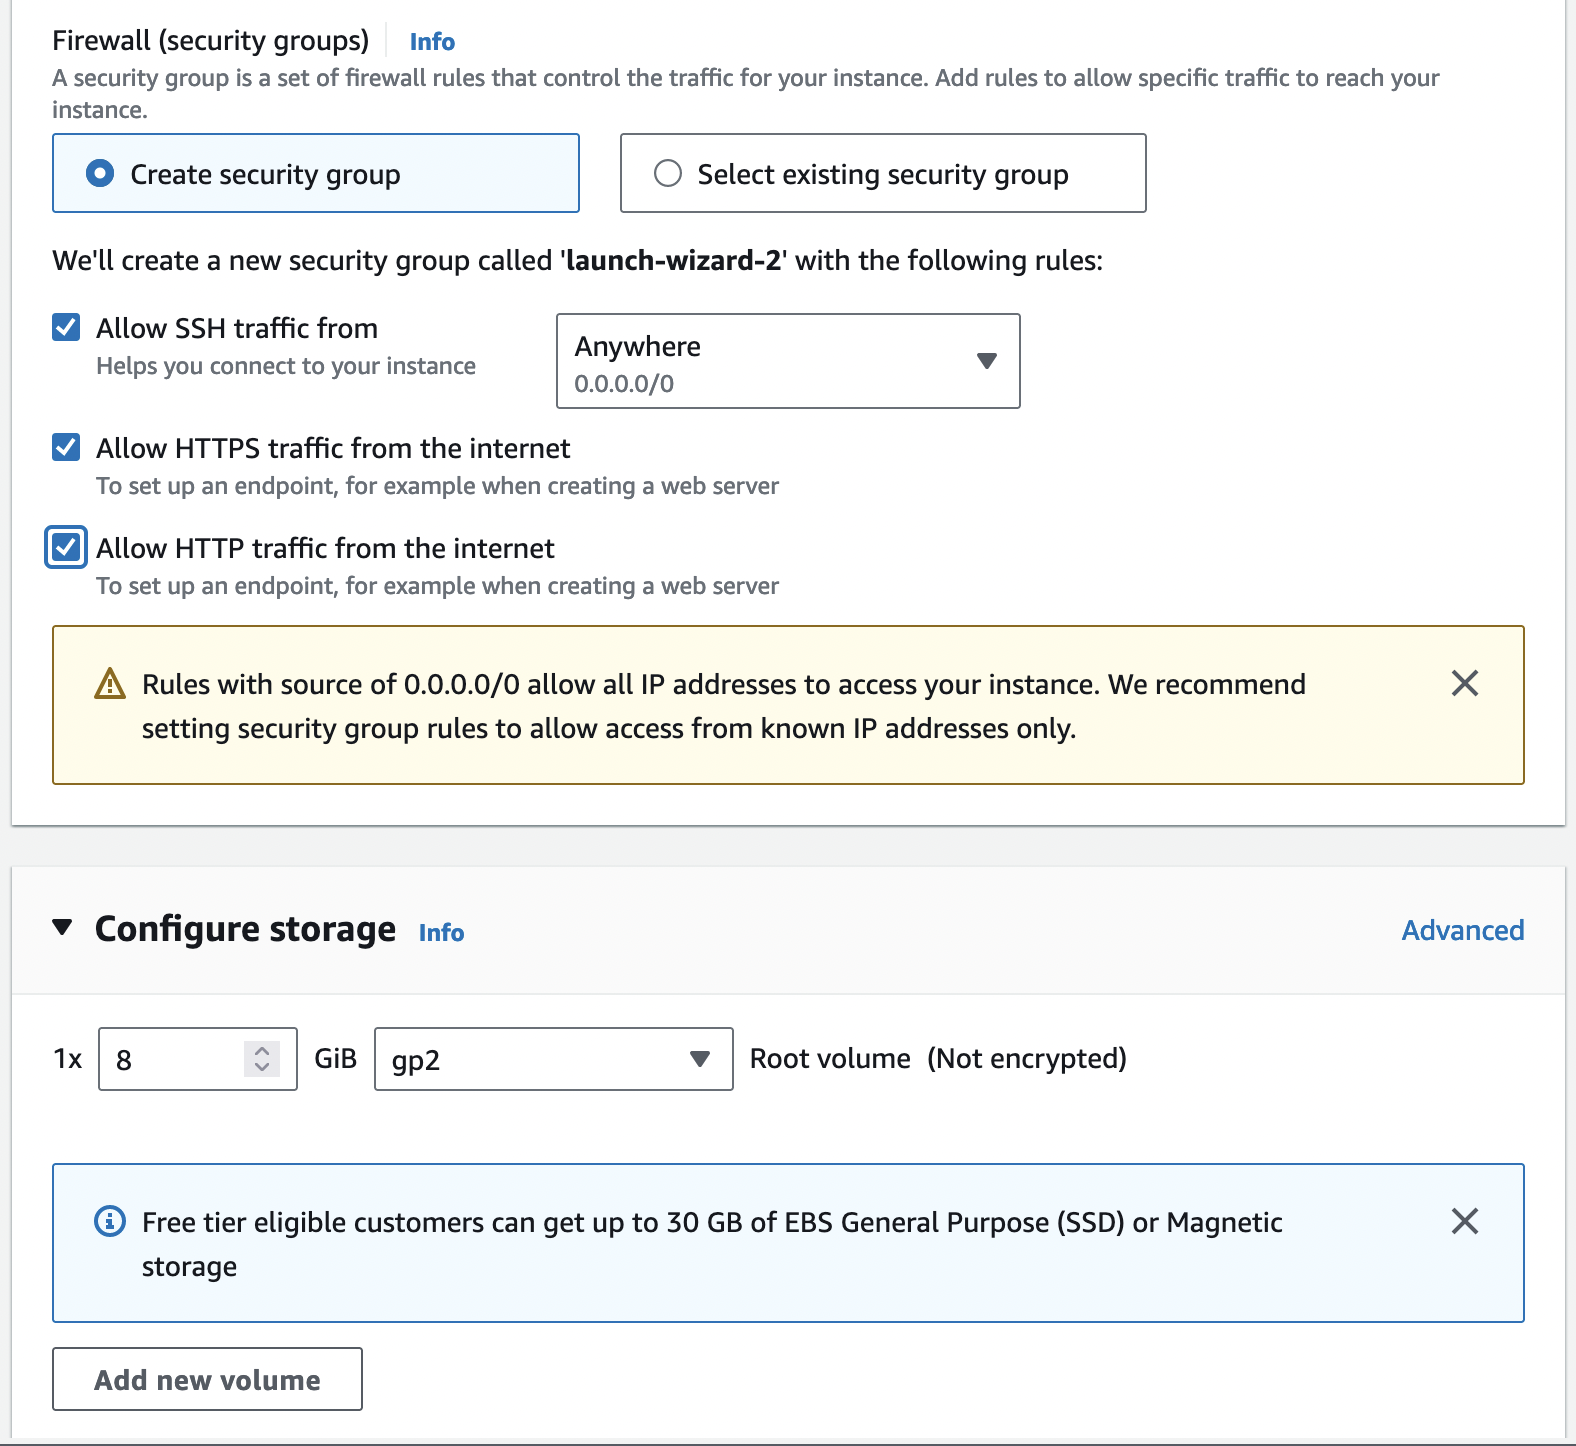 Firewall (security groups) Info
A security group is a set of firewall rules that control the traffic for your instance. Add rules to allow specific traffic to reach your
instance.
Create security group
Select existing security group
We'll create a new security group called 'launch-wizard-2' with the following rules:
Allow SSH traffic from
Helps you connect to your instance
Anywhere
0.0.0.0/0
Allow HTTPS traffic from the internet
To set up an endpoint, for example when creating a web server
Allow HTTP traffic from the internet
To set up an endpoint, for example when creating a web server
Rules with source of 0.0.0.0/0 allow all IP addresses to access your instance. We recommend
setting security group rules to allow access from known IP addresses only.
Configure storage Info
Advanced
1x 8 GiB gp2 Root volume (Not encrypted)
Free tier eligible customers can get up to 30 GB of EBS General Purpose (SSD) or Magnetic
storage
Add new volume